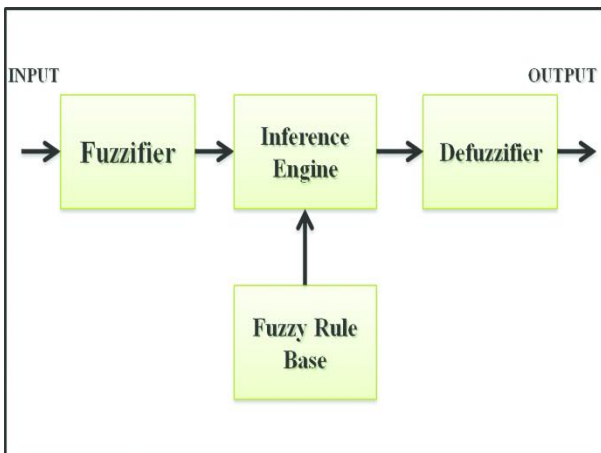 INPUT
OUTPUT
Fuzzifier
Inference
Engine
Defuzzifier
Fuzzy Rule
Base